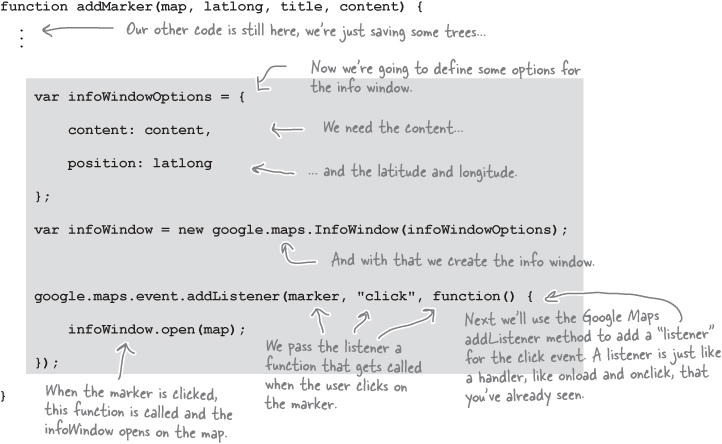 function addMarker(map, latlong, title, content) {
Our other code is still here, we're just saving some trees...
Now we're going to define some options for
the info window.
var infoWindowOptions = {
content: content,
We need the content...
position: latlong
... and the latitude and longitude.
};
var infoWindow = new google.maps.InfoWindow(infoWindowOptions);
And with that we create the info window.
google.maps.event.addListener(marker, "click", function() {
infoWindow.open(map);
});
Next we'll use the Google Maps
addListener method to add a "listener"
for the click event. A listener is just like
a handler, like onload and onclick, that
you've already seen.
We pass the listener a
function that gets called
when the user clicks on
the marker.
When the marker is clicked,
this function is called and the
infoWindow opens on the map.
}